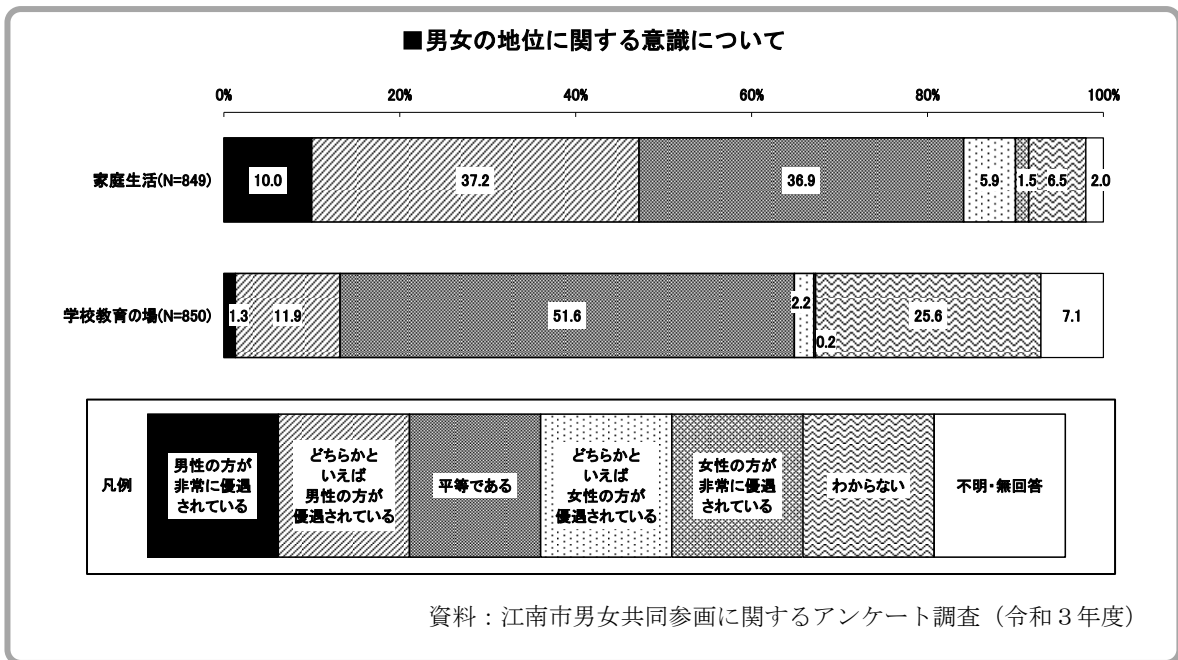 ■男女の地位に関する意識について
0% 20% 40% 60% 80% 100%
家庭生活(N=849) 10.0 37.2 36.9 5.9 1.5 6.5 2.0
学校教育の場(N=850) 1.3 11.9 51.6 2.2 0.2 25.6 7.1
凡例
男性の方が
非常に優遇
されている
どちらかと
いえば
男性の方が
優遇されている
平等である
どちらかと
いえば
女性の方が
優遇されている
女性の方が
非常に優遇
されている
わからない
不明・無回答
資料：江南市男女共同参画に関するアンケート調査（令和３年度）